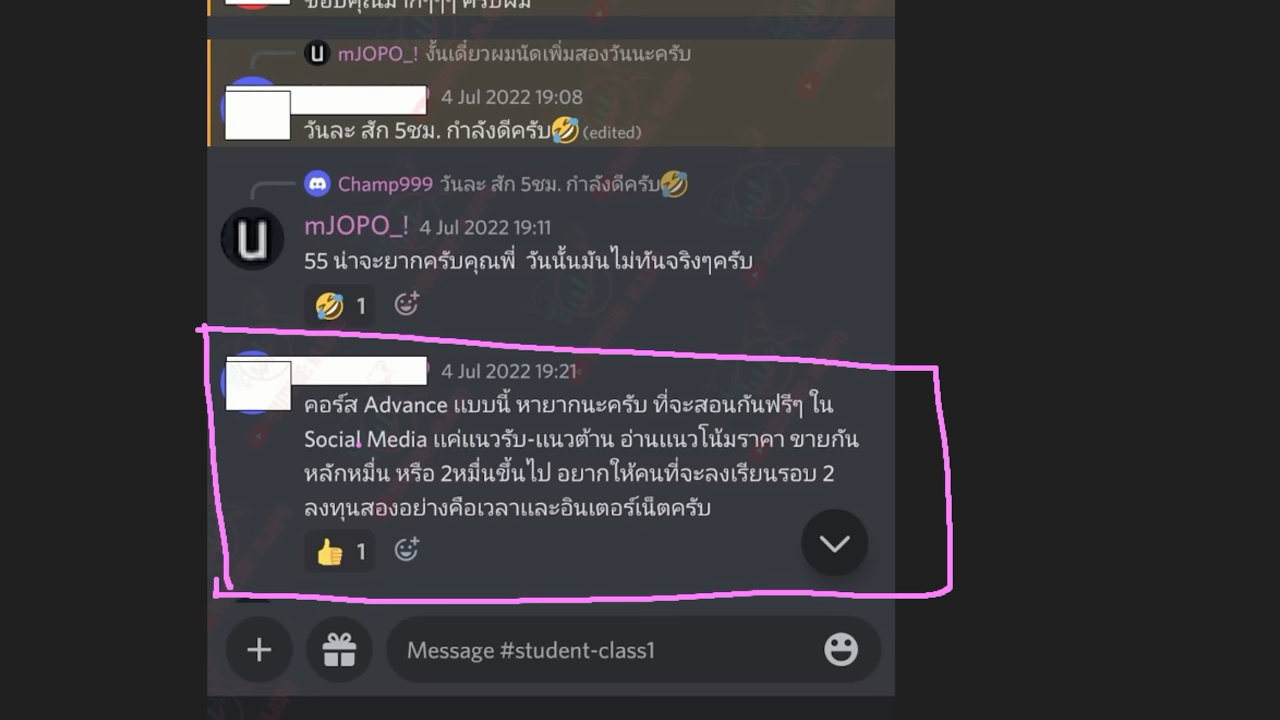 ขอบคุณมากๆๆๆ ครับผม
U mJOPO_! งั้นเดี๋ยวผมนัดเพิ่มสองวันนะครับ
4 Jul 2022 19:08
วันละ สัก 5ชม. กำลังดีครับ🤣 (edited)
Champ999 วันละ สัก 5ชม. กำลังดีครับ🤣
U mJOPO_! 4 Jul 2022 19:11
55 น่าจะยากครับคุณพี่ วันนั้นมันไม่ทันจริงๆครับ
🤣 1
4 Jul 2022 19:21
คอร์ส Advance แบบนี้ หายากนะครับ ที่จะสอนกันฟรีๆ ใน
Social Media แค่แนวรับ-แนวต้าน อ่านแนวโน้มราคา ขายกัน
หลักหมื่น หรือ 2หมื่นขึ้นไป อยากให้คนที่จะลงเรียนรอบ 2
ลงทุนสองอย่างคือเวลาและอินเตอร์เน็ตครับ
👍 1
Message #student-class1